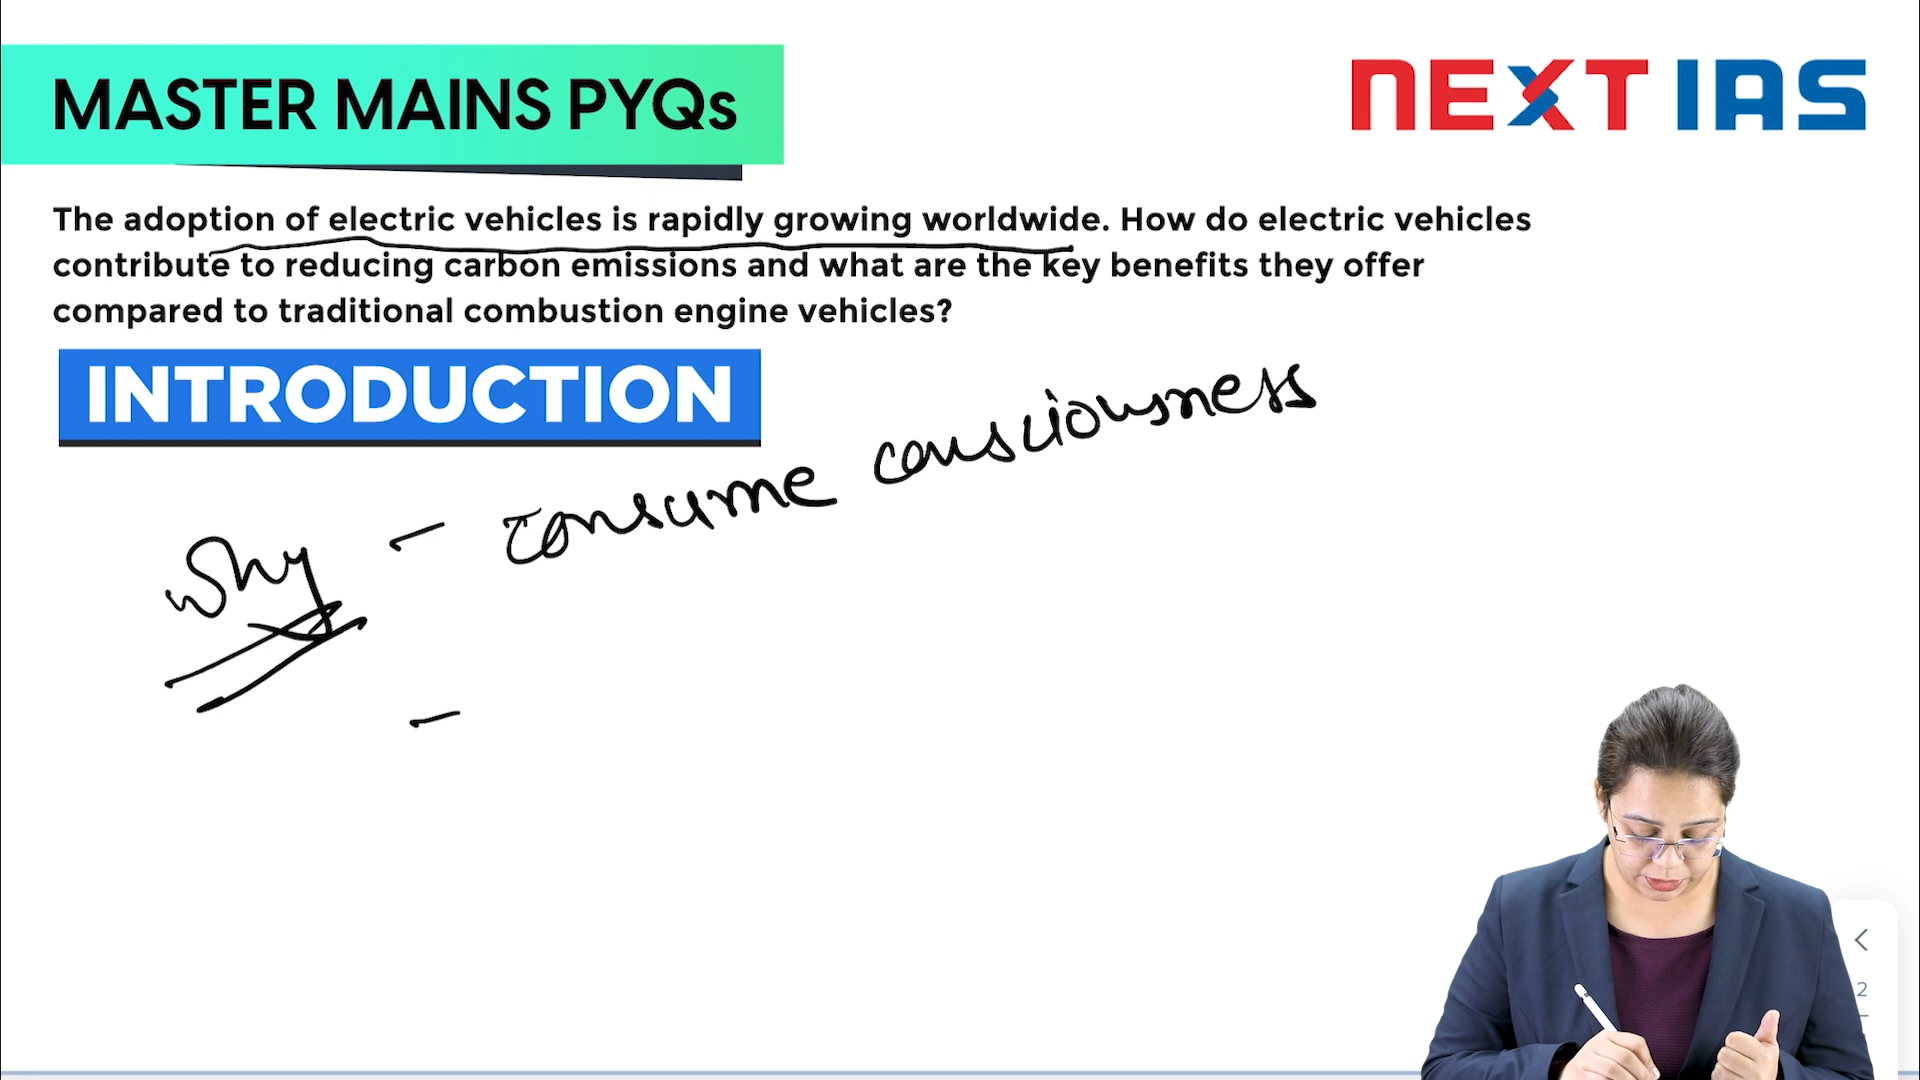 MASTER MAINS PYQs
NEXT IAS
The adoption of electric vehicles is rapidly growing worldwide. How do electric vehicles
contribute to reducing carbon emissions and what are the key benefits they offer
compared to traditional combustion engine vehicles?
INTRODUCTION
Why - consume consciousness
-
2